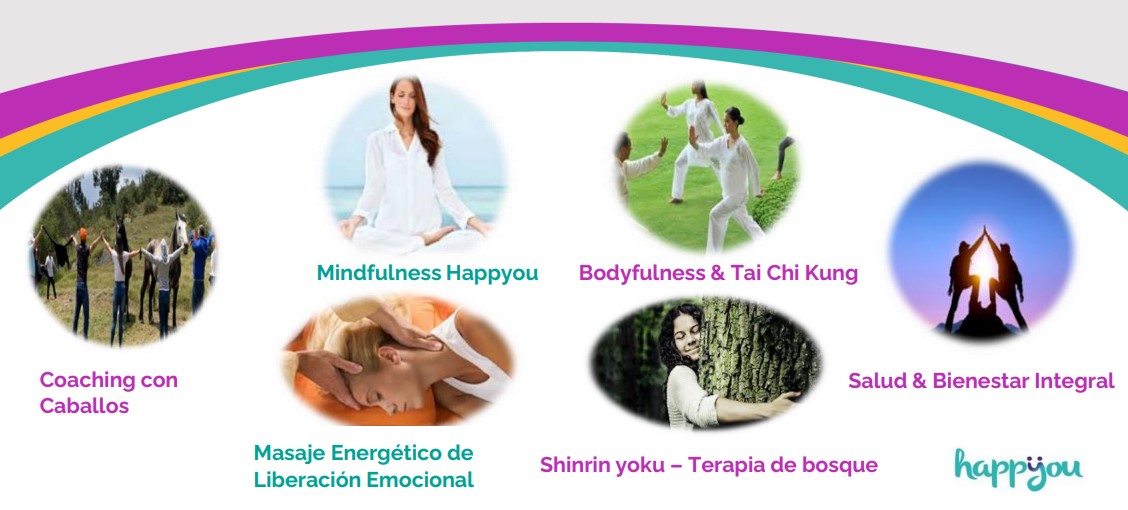 Mindfulness Happyou
Bodyfulness & Tai Chi Kung
Coaching con
Caballos
Salud & Bienestar Integral
Masaje Energético de
Liberación Emocional
Shinrin yoku – Terapia de bosque
happÿou